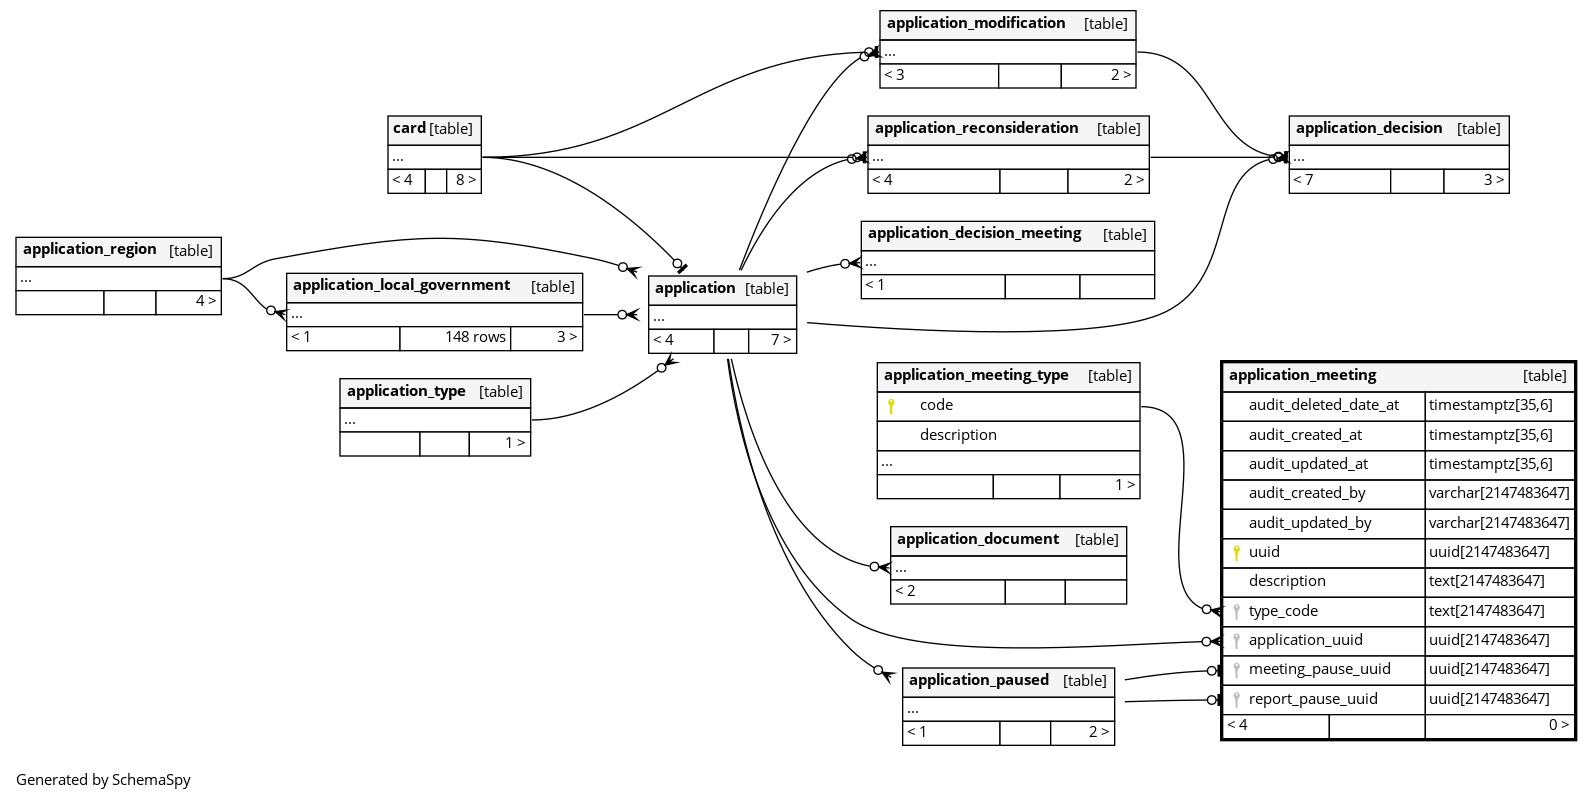 application_modification [table]
...
< 3 2 >
card [table]
...
< 4 8 >
application_reconsideration [table]
...
< 4 2 >
application_decision [table]
...
< 7 3 >
application_region [table]
...
4 >
application_local_government [table]
...
< 1 148 rows 3 >
application_decision_meeting [table]
...
< 1
application [table]
...
< 4 7 >
application_type [table]
...
1 >
application_meeting_type [table]
code
description
...
1 >
application_meeting [table]
audit_deleted_date_at timestamptz[35,6]
audit_created_at timestamptz[35,6]
audit_updated_at timestamptz[35,6]
audit_created_by varchar[2147483647]
audit_updated_by varchar[2147483647]
uuid uuid[2147483647]
description text[2147483647]
type_code text[2147483647]
application_uuid uuid[2147483647]
meeting_pause_uuid uuid[2147483647]
report_pause_uuid uuid[2147483647]
< 4 0 >
application_document [table]
...
< 2
application_paused [table]
...
< 1 2 >
Generated by SchemaSpy